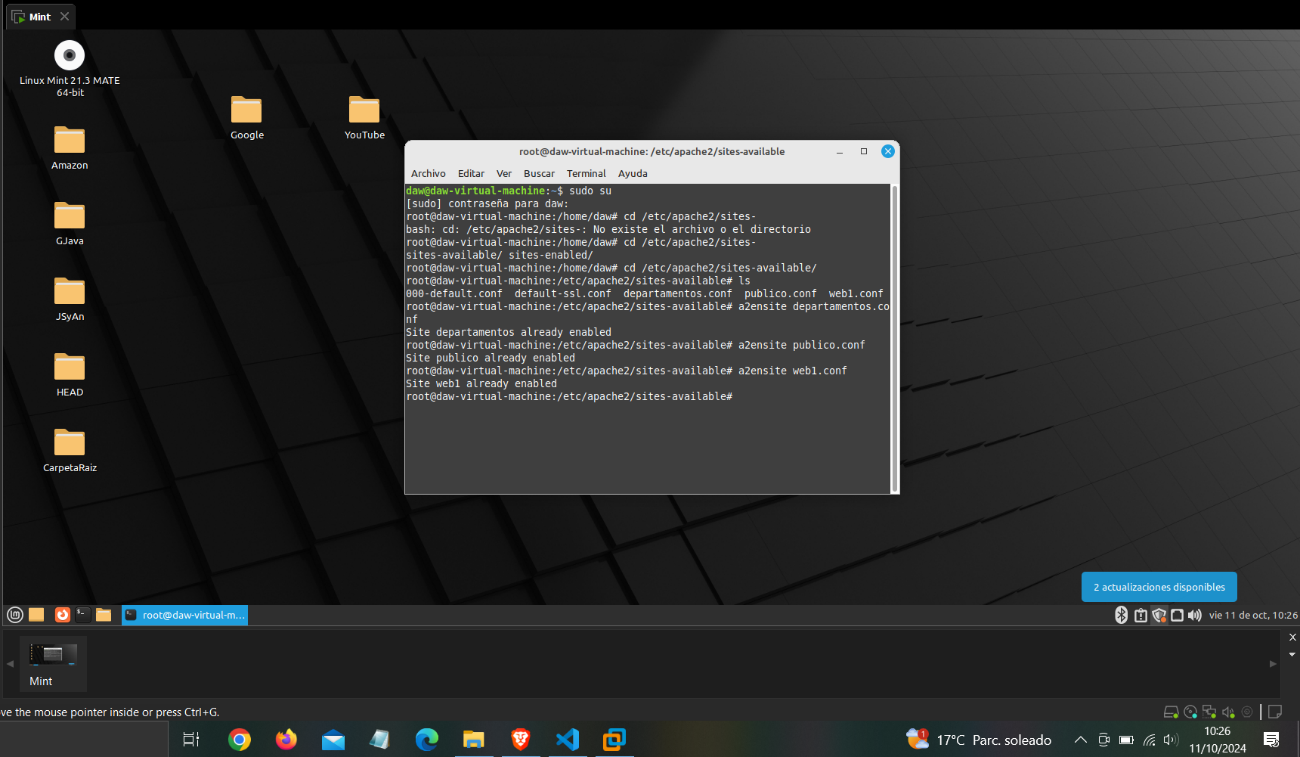 Mint
Linux Mint 21.3 MATE
64-bit
Google
YouTube
Amazon
GJava
JSyAn
HEAD
CarpetaRaiz
root@daw-virtual-machine: /etc/apache2/sites-available
Archivo Editar Ver Buscar Terminal Ayuda
daw@daw-virtual-machine:~$ sudo su
[sudo] contraseña para daw:
root@daw-virtual-machine:/home/daw# cd /etc/apache2/sites-
bash: cd: /etc/apache2/sites-: No existe el archivo o el directorio
root@daw-virtual-machine:/home/daw# cd /etc/apache2/sites-
sites-available/ sites-enabled/
root@daw-virtual-machine:/home/daw# cd /etc/apache2/sites-available/
root@daw-virtual-machine:/etc/apache2/sites-available# ls
000-default.conf default-ssl.conf departamentos.conf publico.conf web1.conf
root@daw-virtual-machine:/etc/apache2/sites-available# a2ensite departamentos.co
nf
Site departamentos already enabled
root@daw-virtual-machine:/etc/apache2/sites-available# a2ensite publico.conf
Site publico already enabled
root@daw-virtual-machine:/etc/apache2/sites-available# a2ensite web1.conf
Site web1 already enabled
root@daw-virtual-machine:/etc/apache2/sites-available#
2 actualizaciones disponibles
root@daw-virtual-m...
vie 11 de oct, 10:26
Mint
ve the mouse pointer inside or press Ctrl+G.
1
17°C Parc. soleado
10:26
11/10/2024